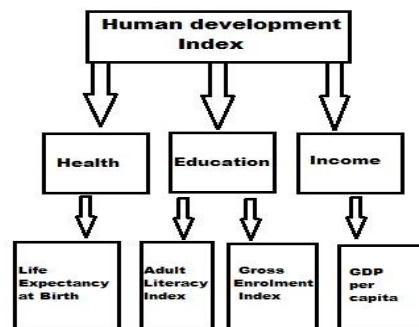 Human development
Index
Health
Education
Income
Life
Expectancy
at Birth
Adult
Literacy
Index
Gross
Enrolment
Index
GDP
per
capita